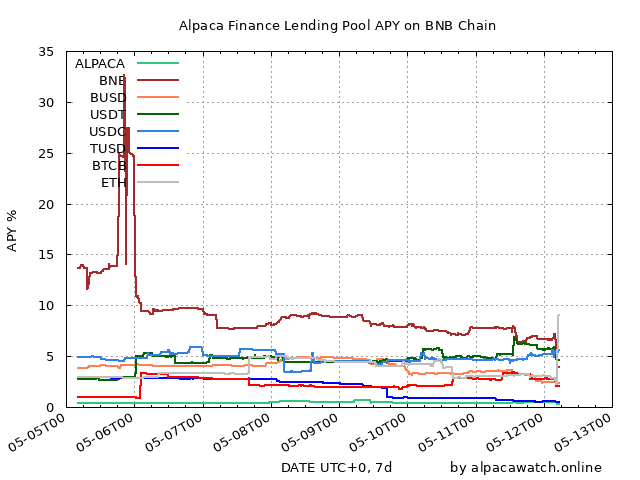 Alpaca Finance Lending Pool APY on BNB Chain
35
30
25
20
15
10
5
0
APY %
ALPACA
BNB
BUSD
USDT
USDC
TUSD
BTCB
ETH
05-05T00
05-06T00
05-07T00
05-08T00
05-09T00
05-10T00
05-11T00
05-12T00
05-13T00
DATE UTC+0, 7d
by alpacawatch.online